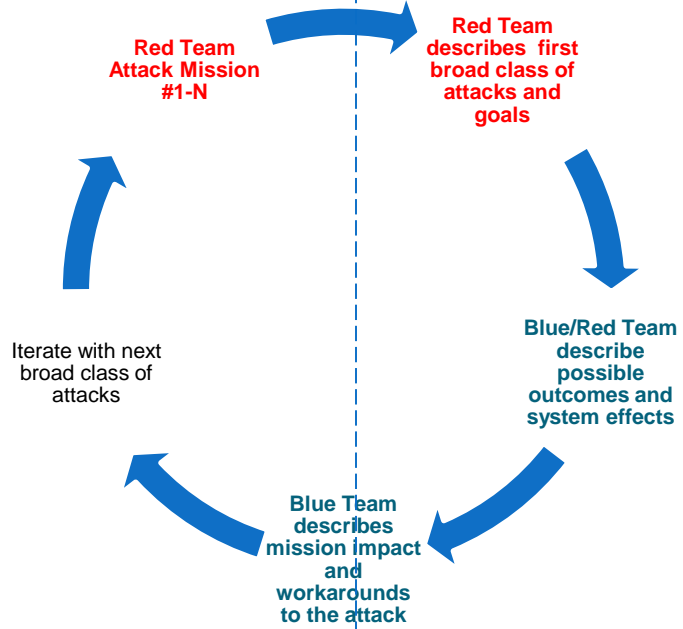 Red Team
Attack Mission
#1-N
Red Team
describes first
broad class of
attacks and
goals
Blue/Red Team
describe
possible
outcomes and
system effects
Blue Team
describes
mission impact
and
workarounds
to the attack
Iterate with next
broad class of
attacks